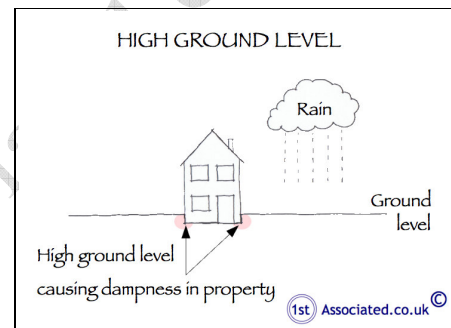 HIGH GROUND LEVEL
Rain
Ground
level
High ground level
causing dampness in property
1st Associated.co.uk ©